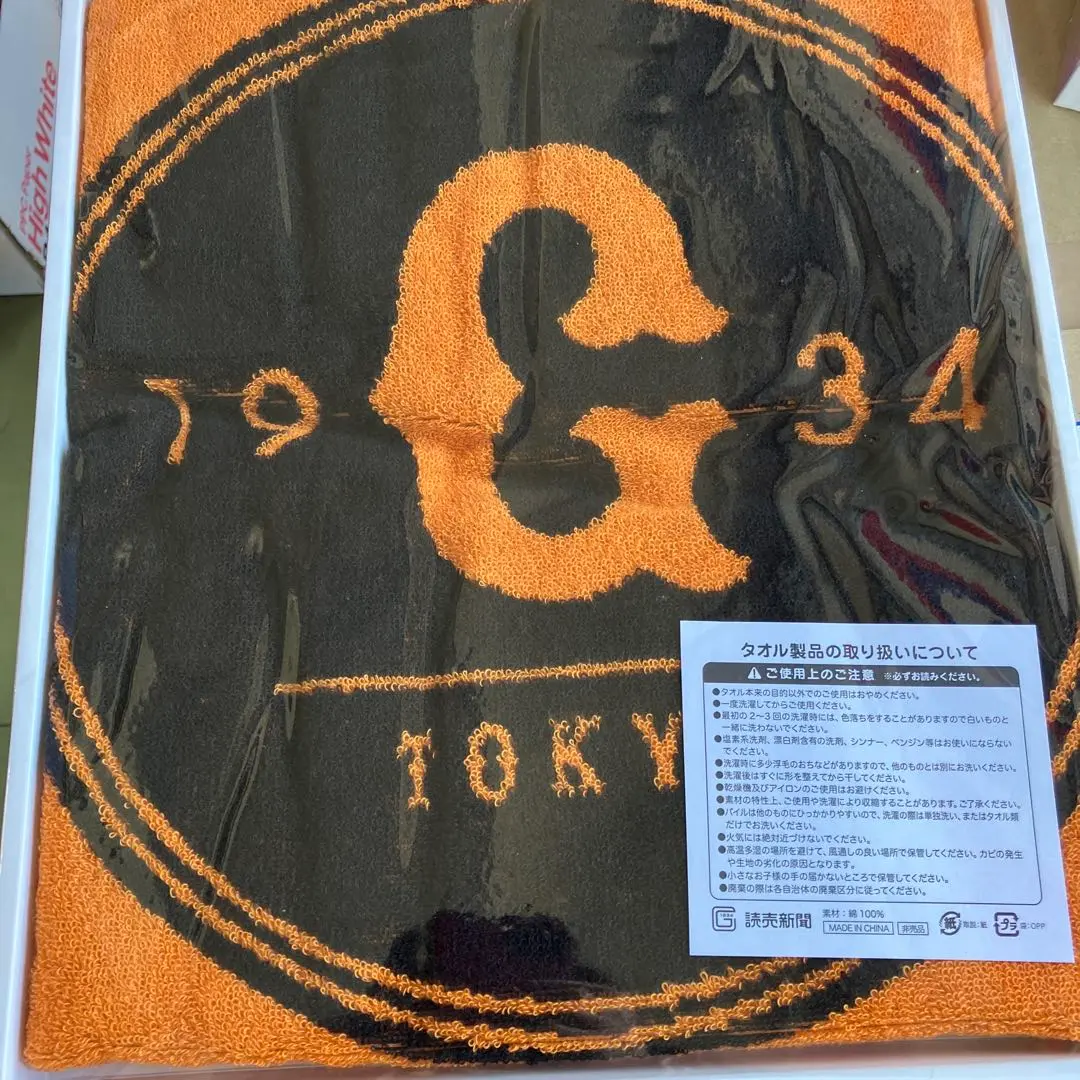 PPC Paper
High White
G
19 34
TOKY
タオル製品の取り扱いについて
ご使用上のご注意 ※必ずお読みください。
●タオル本来の目的以外でのご使用はおやめください。
●一度洗濯してからご使用ください。
●最初の2〜3回の洗濯時には、色落ちをすることがありますので白いものと
一緒に洗わないでください。
●塩素系洗剤、漂白剤含有の洗剤、シンナー、ベンジン等はお使いにならない
でください。
●洗濯時に多少浮毛のおちなどがありますので、他のものとは別にお洗いください。
●洗濯後はすぐに形を整えてから干してください。
●乾燥機及びアイロンのご使用はお避けください。
●素材の特性上、ご使用や洗濯により収縮することがあります。ご了承ください。
●パイルは他のものにひっかかりやすいので、洗濯の際は単独洗い、またはタオル類
だけでお洗いください。
●火気には絶対近づけないでください。
●高温多湿の場所を避けて、風通しの良い場所で保管してください。カビの発生
や生地の劣化の原因となります。
●小さなお子様の手の届かないところで保管してください。
●廃棄の際は各自治体の廃棄区分に従ってください。
G 1934 読売新聞 素材：綿100%
MADE IN CHINA 非売品 紙 取説：紙 プラ 袋：OPP